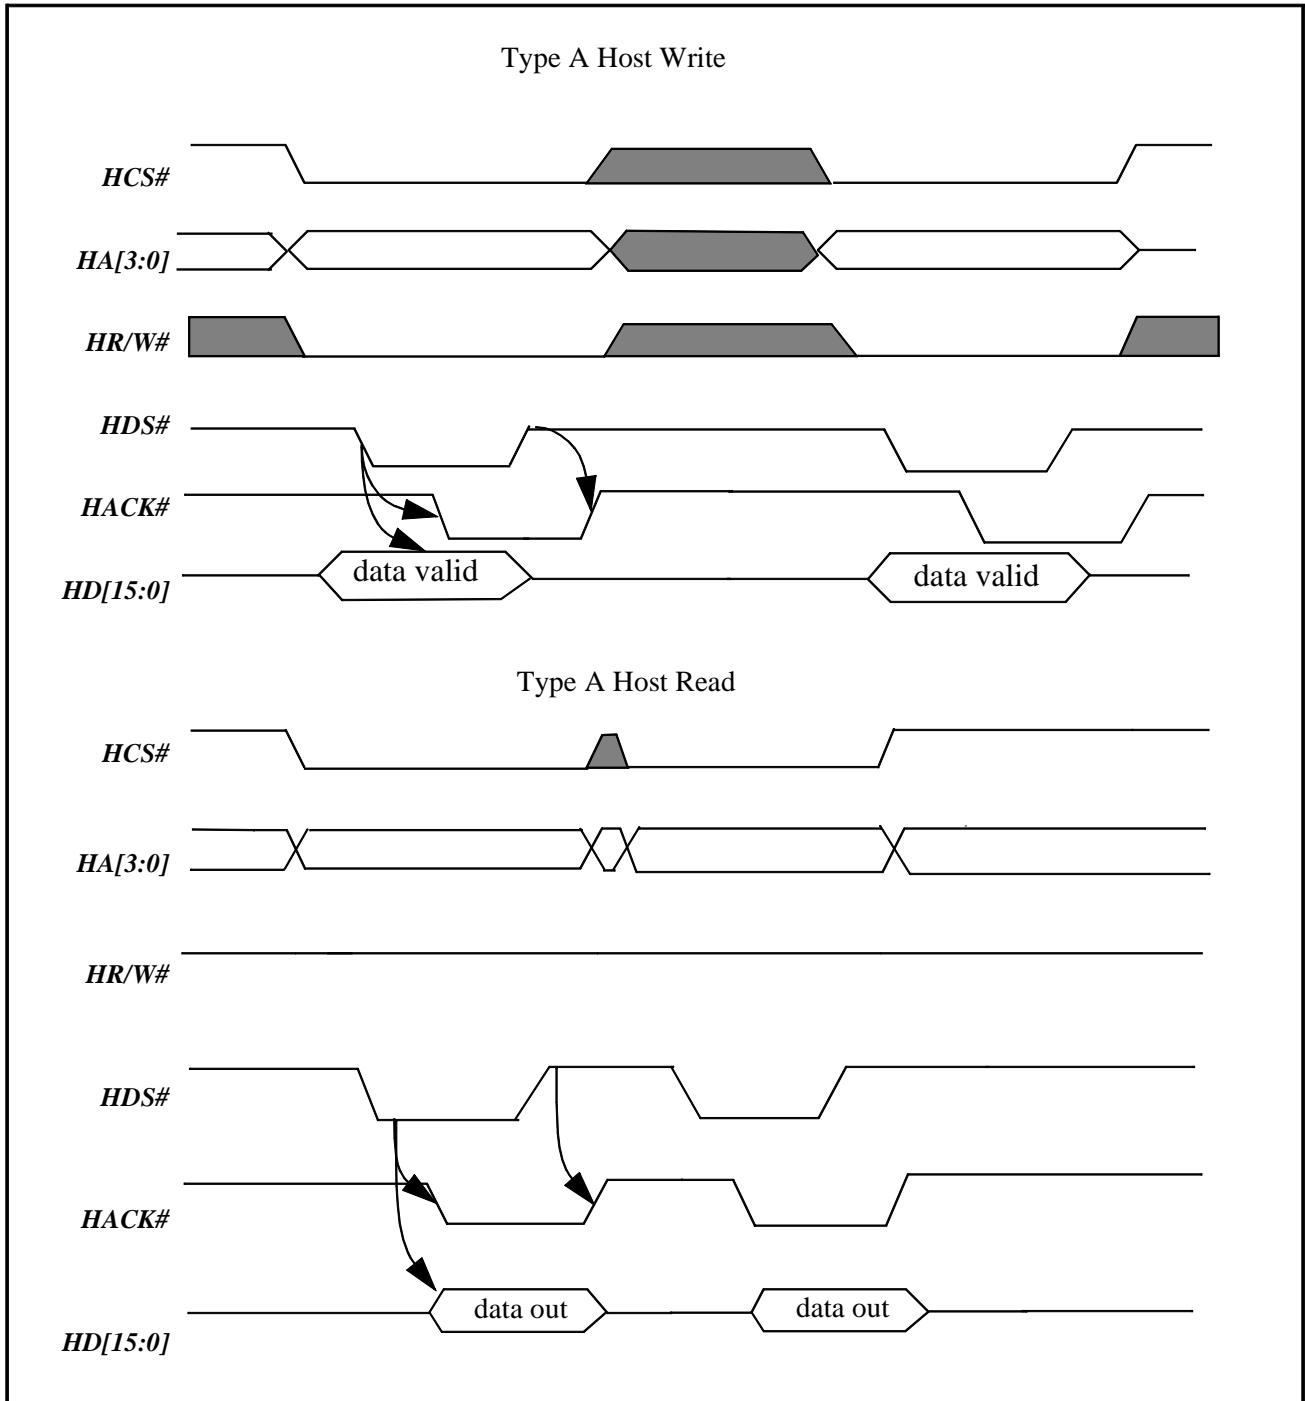 Type A Host Write
HCS#
HA[3:0]
HR/W#
HDS#
HACK#
data valid
data valid
HD[15:0]
Type A Host Read
HCS#
HA[3:0]
HR/W#
HDS#
HACK#
data out
data out
HD[15:0]